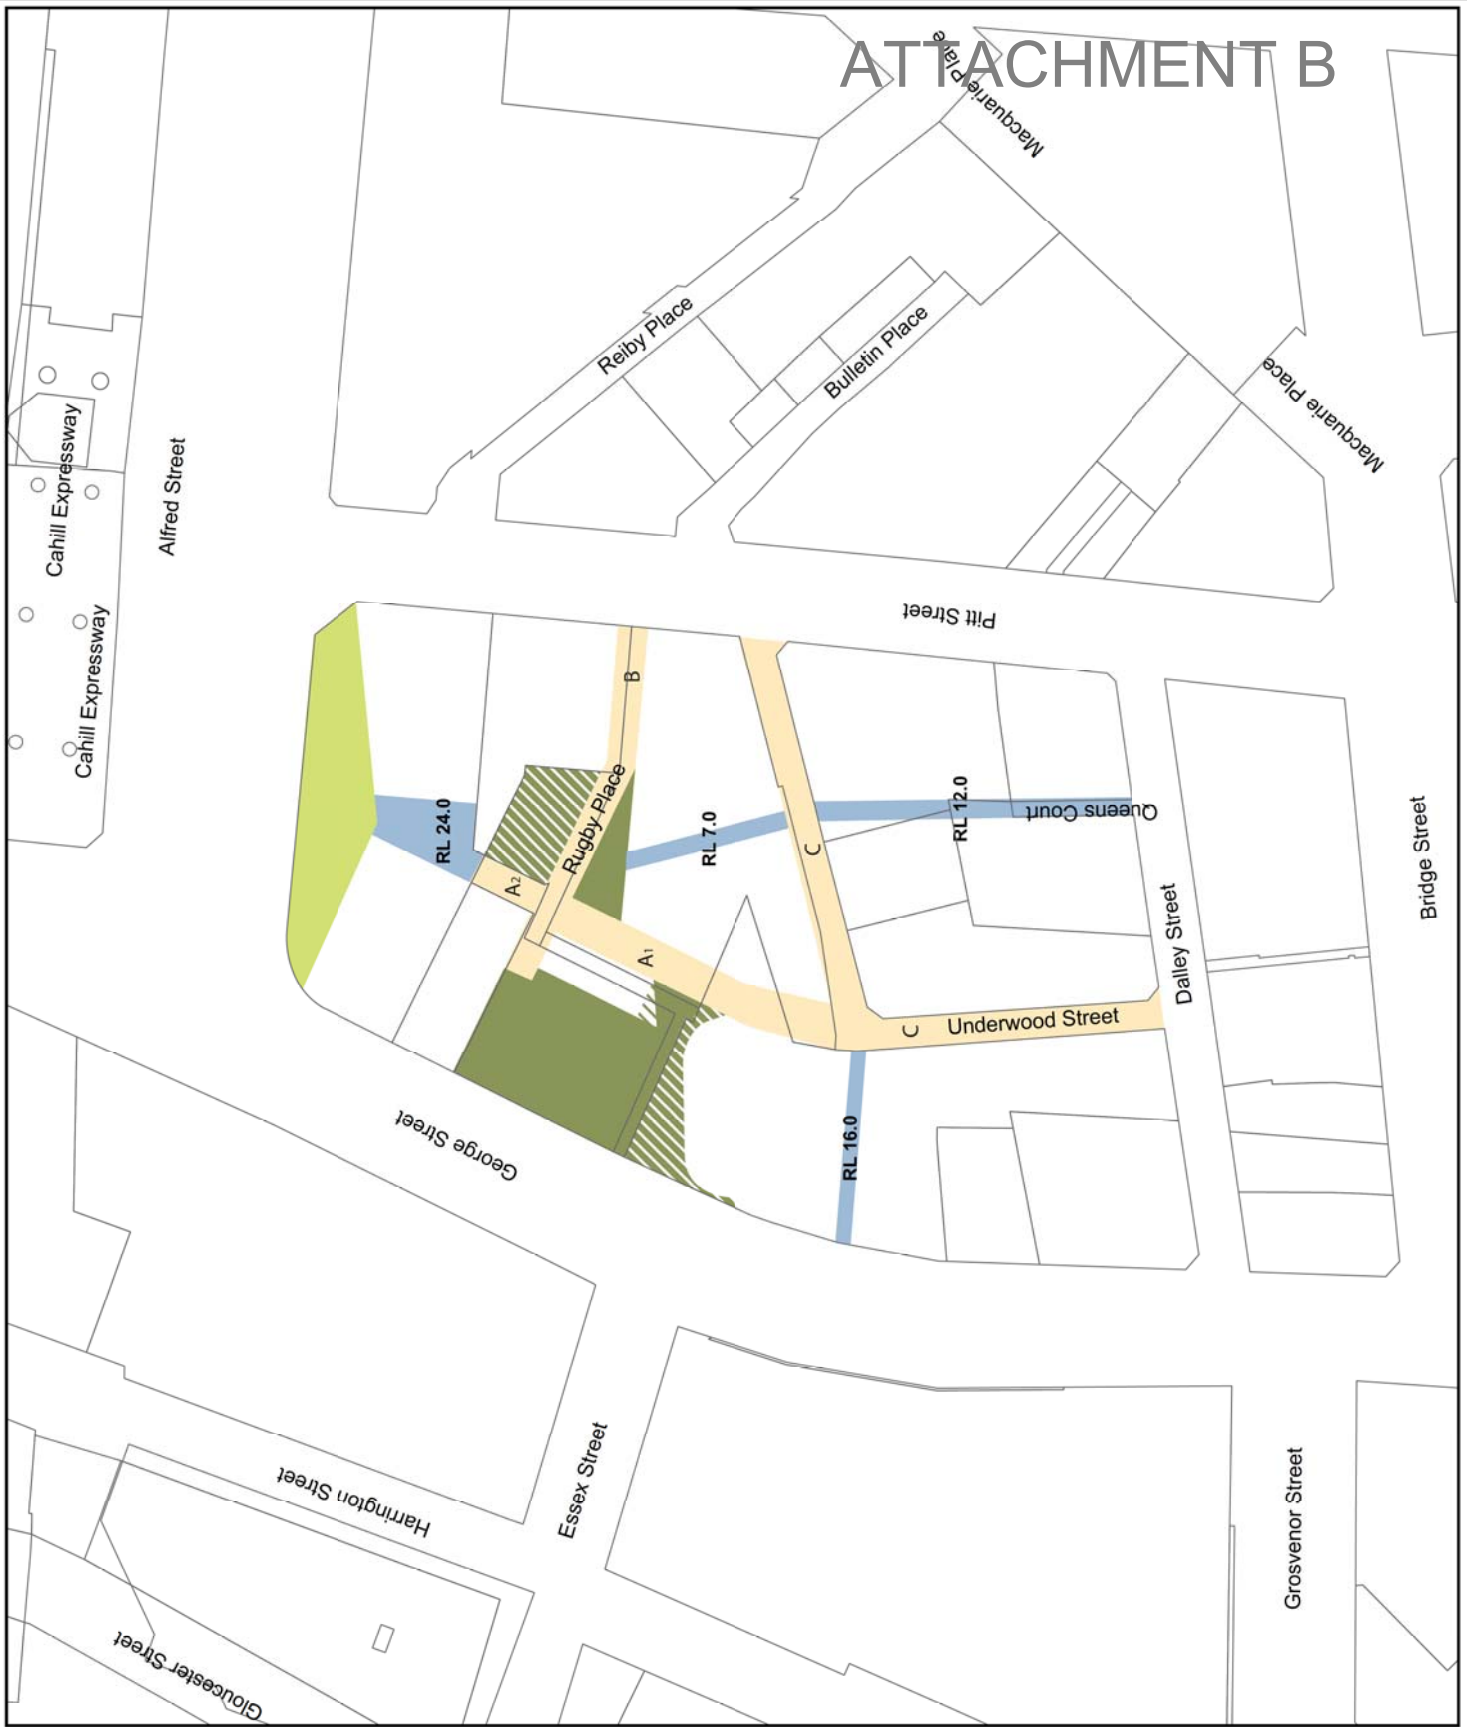 ATTACHMENT B
Macquarie Place
Reiby Place
Bulletin Place
Macquarie Place
Cahill Expressway
Alfred Street
Pitt Street
Cahill Expressway
B
RL 24.0
Rugby Place
RL 7.0
RL 12.0
Queens Court
C
A2
A1
Dalley Street
Bridge Street
C
Underwood Street
George Street
RL 16.0
Essex Street
Harrington Street
Grosvenor Street
Gloucester Street